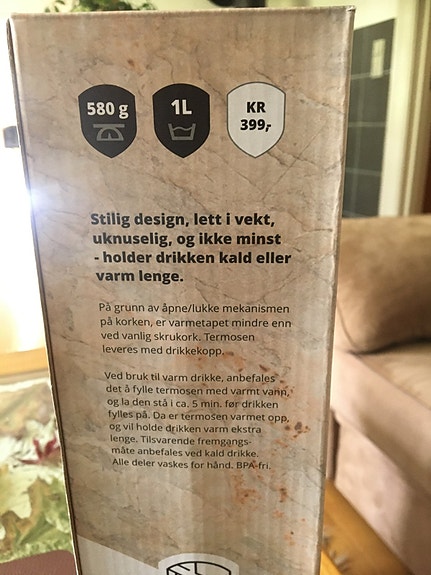 580 g
1L
KR
399,-
Stilig design, lett i vekt,
uknuselig, og ikke minst
- holder drikken kald eller
varm lenge.
På grunn av åpne/lukke mekanismen
på korken, er varmetapet mindre enn
ved vanlig skrukork. Termosen
leveres med drikkekopp.
Ved bruk til varm drikke, anbefales
det å fylle termosen med varmt vann,
og la den stå i ca. 5 min. før drikken
fylles på. Da er termosen varmet opp,
og vil holde drikken varm ekstra
lenge. Tilsvarende fremgangs-
måte anbefales ved kald drikke.
Alle deler vaskes for hånd. BPA-fri.